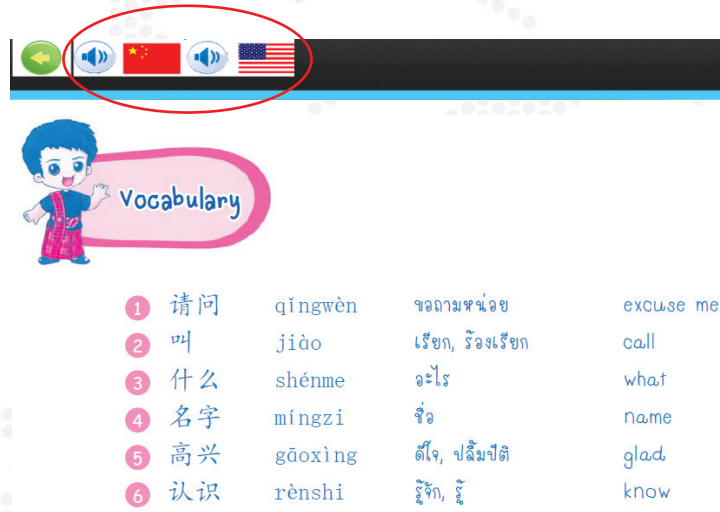 Vocabulary
1 请问 qǐngwèn ขอถามหน่อย excuse me
2 叫 jiào เรียก, ร้องเรียก call
3 什么 shénme อะไร what
4 名字 míngzi ชื่อ name
5 高兴 gāoxìng ดีใจ, ปลื้มปีติ glad
6 认识 rènshi รู้จัก, รู้ know